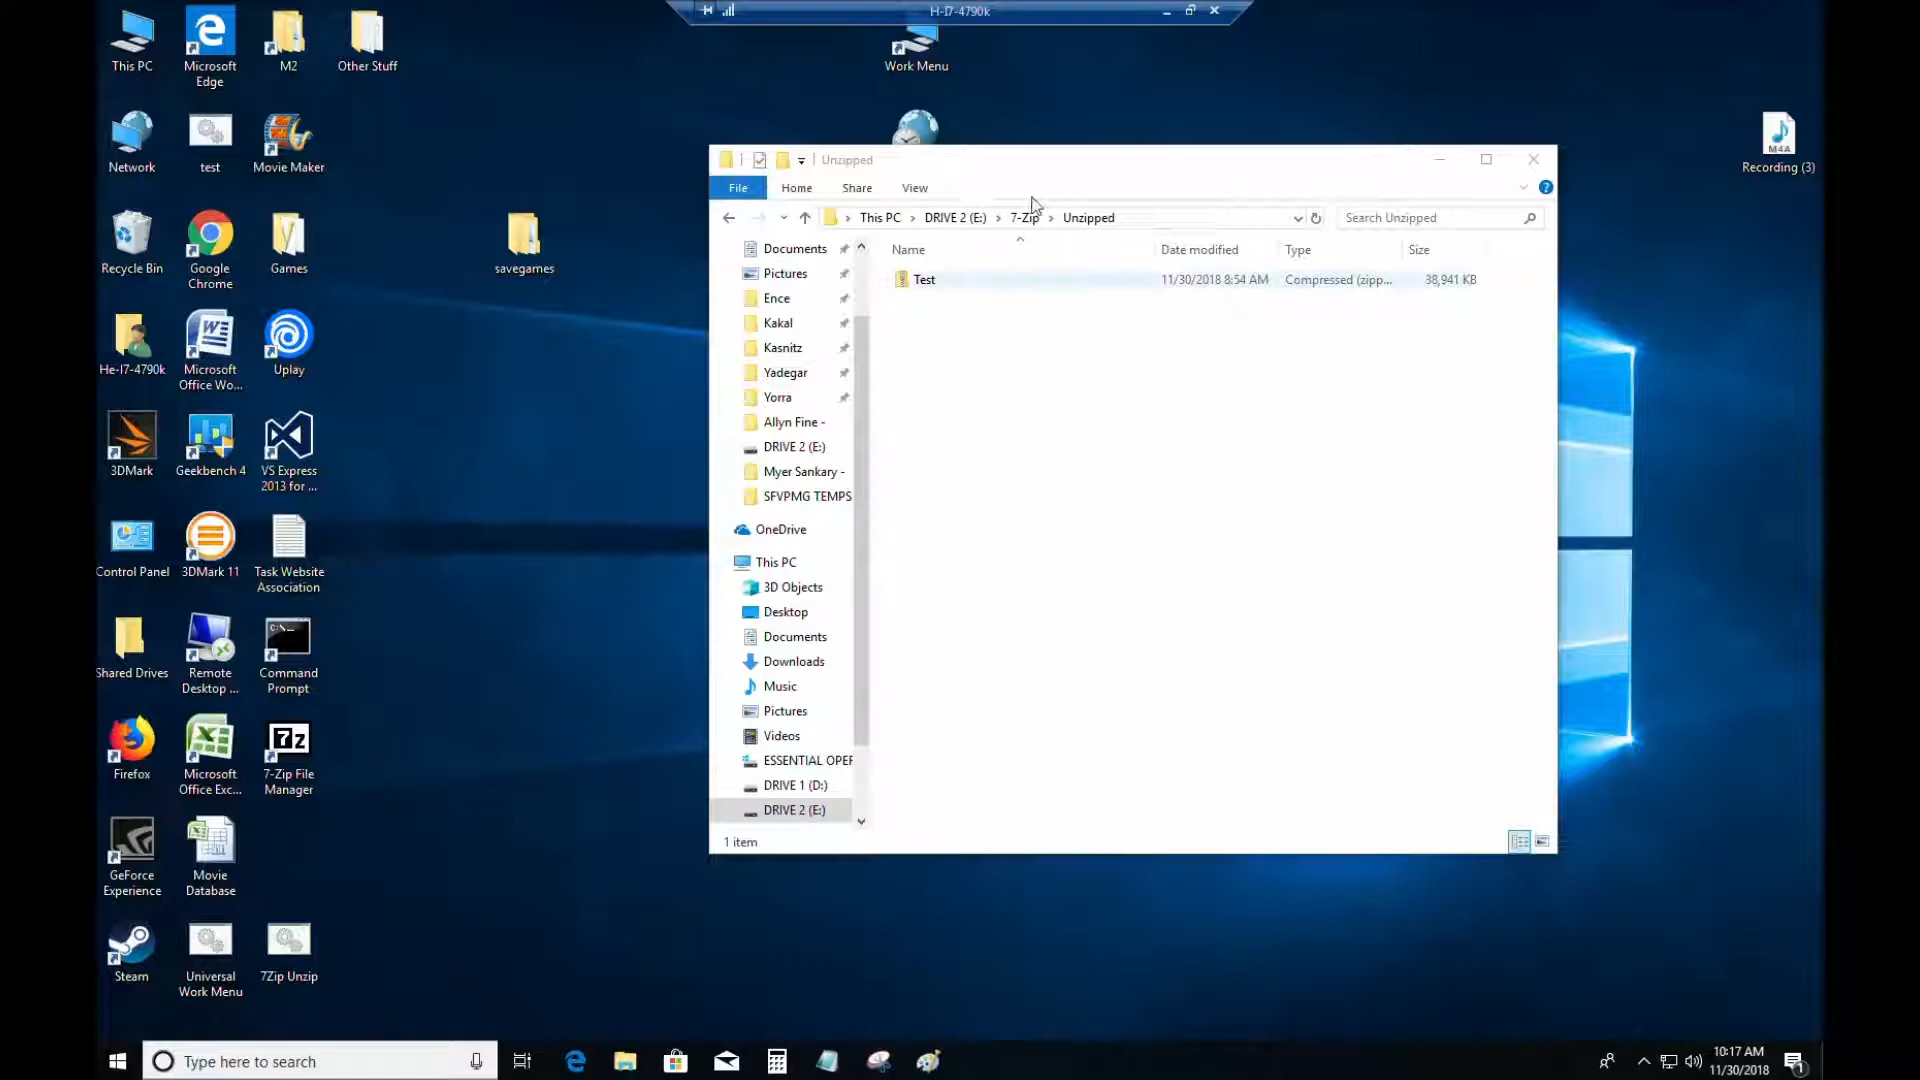 H-I7-4790k
This PC
Microsoft
Edge
M2
Other Stuff
Work Menu
Network
test
Movie Maker
M4A
Recording (3)
Recycle Bin
Google
Chrome
Games
savegames
He-I7-4790k
Microsoft
Office Wo...
Uplay
3DMark
Geekbench 4
VS Express
2013 for ...
Control Panel
3DMark 11
Task Website
Association
Shared Drives
Remote
Desktop ...
C:\_
Command
Prompt
Firefox
Microsoft
Office Exc...
7z
7-Zip File
Manager
GeForce
Experience
Movie
Database
Steam
Universal
Work Menu
7Zip Unzip
Unzipped
File Home Share View
This PC > DRIVE 2 (E:) > 7-Zip > Unzipped
Search Unzipped
Name Date modified Type Size
Test 11/30/2018 8:54 AM Compressed (zipp... 38,941 KB
Documents
Pictures
Ence
Kakal
Kasnitz
Yadegar
Yorra
Allyn Fine -
DRIVE 2 (E:)
Myer Sankary -
SFVPMG TEMPS
OneDrive
This PC
3D Objects
Desktop
Documents
Downloads
Music
Pictures
Videos
ESSENTIAL OPER
DRIVE 1 (D:)
DRIVE 2 (E:)
1 item
Type here to search
10:17 AM
11/30/2018
1